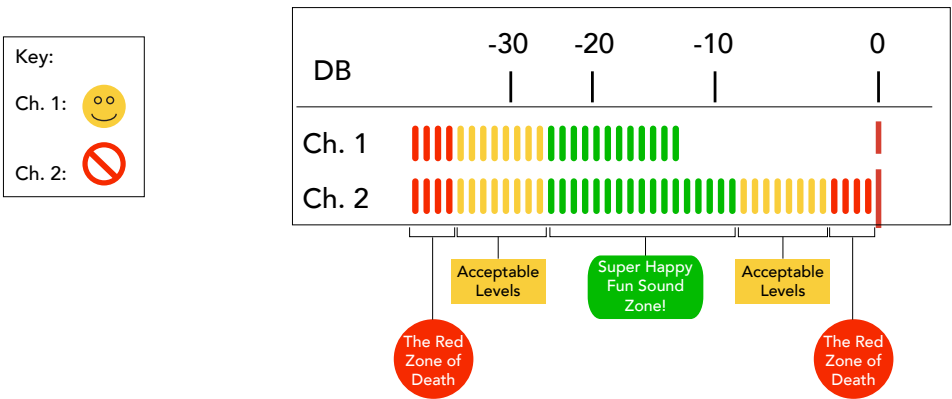 Key:
Ch. 1:
Ch. 2:
DB
-30
-20
-10
0
Ch. 1
Ch. 2
Acceptable
Levels
Super Happy
Fun Sound
Zone!
Acceptable
Levels
The Red
Zone of
Death
The Red
Zone of
Death